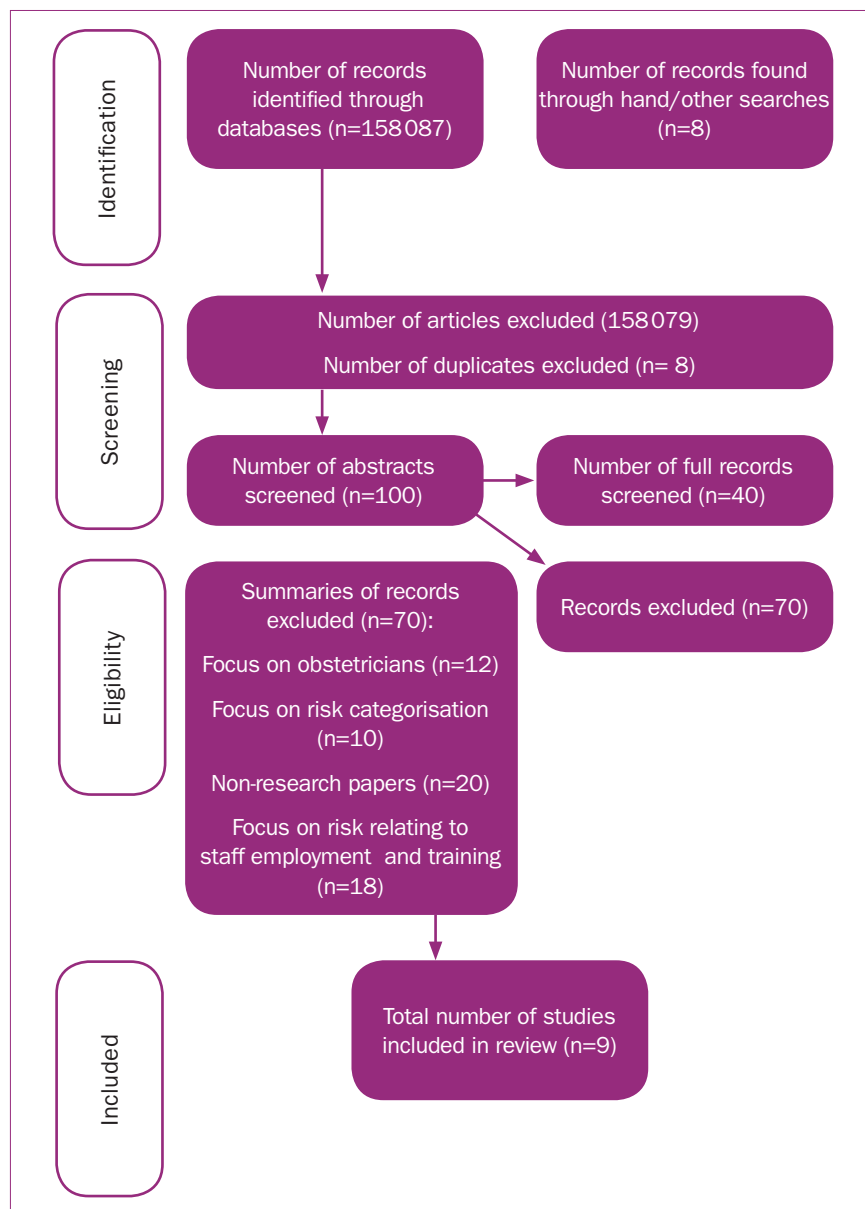 Identification
Number of records
identified through
databases (n=158 087)
Number of records found
through hand/other searches
(n=8)
Screening
Number of articles excluded (158 079)
Number of duplicates excluded (n= 8)
Number of abstracts
screened (n=100)
Number of full records
screened (n=40)
Eligibility
Summaries of records
excluded (n=70):
Focus on obstetricians (n=12)
Focus on risk categorisation
(n=10)
Non-research papers (n=20)
Focus on risk relating to
staff employment and training
(n=18)
Records excluded (n=70)
Included
Total number of studies
included in review (n=9)